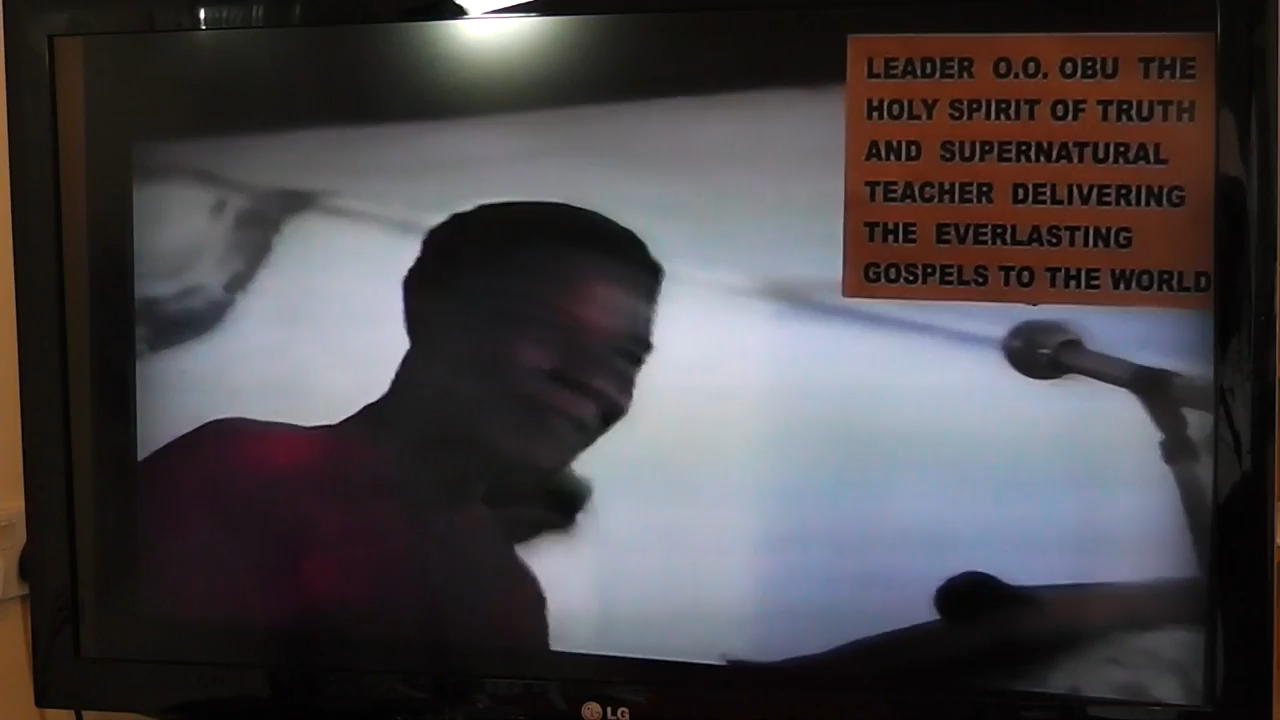 LEADER O.O. OBU THE
HOLY SPIRIT OF TRUTH
AND SUPERNATURAL
TEACHER DELIVERING
THE EVERLASTING
GOSPELS TO THE WORLD
LG